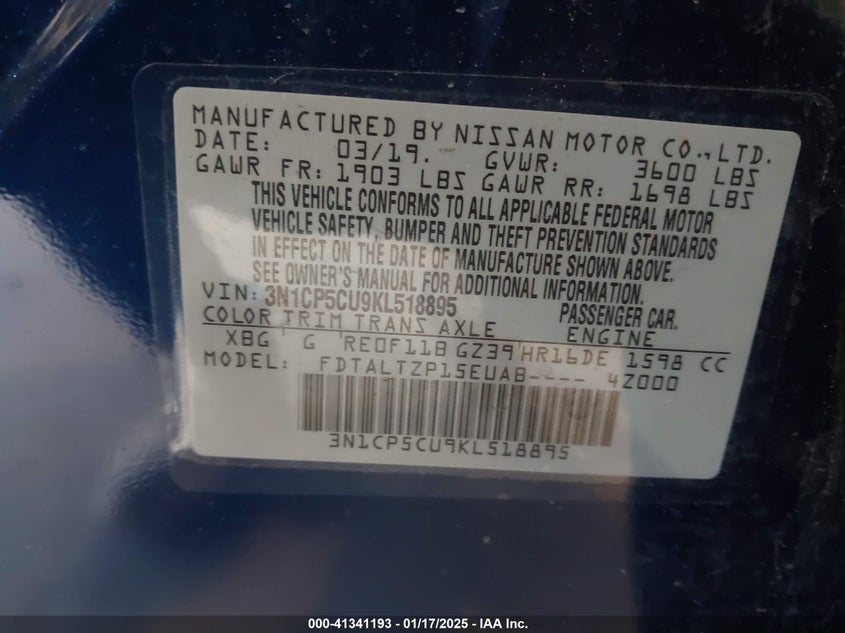 MANUFACTURED BY NISSAN MOTOR CO., LTD.
DATE: 03/19. GVWR: 3600 LBS
GAWR FR: 1903 LBS GAWR RR: 1698 LBS
THIS VEHICLE CONFORMS TO ALL APPLICABLE FEDERAL MOTOR
VEHICLE SAFETY, BUMPER AND THEFT PREVENTION STANDARDS
IN EFFECT ON THE DATE OF MANUFACTURE SHOWN ABOVE.
SEE OWNER'S MANUAL FOR ADDITIONAL INFORMATION
VIN: 3N1CP5CU9KL518895 PASSENGER CAR.
COLOR TRIM TRANS AXLE ENGINE
XBG G RE0F11B GZ39 HR16DE 1598 CC
MODEL: FDTALTZP15EUAB---- 4Z000
3N1CP5CU9KL518895
000-41341193 - 01/17/2025 - IAA Inc.